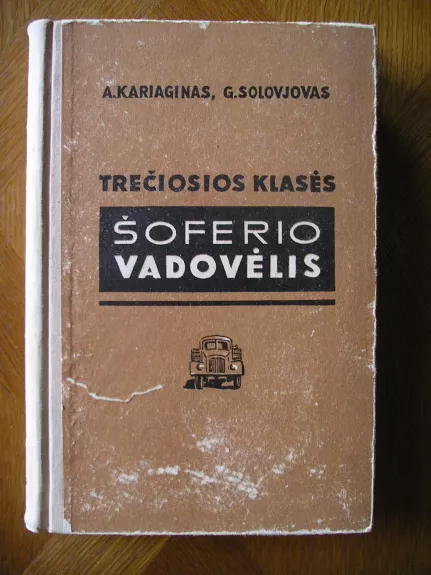 A.KARIAGINAS, G.SOLOVJOVAS
TREČIOSIOS KLASĖS
ŠOFERIO
VADOVĖLIS